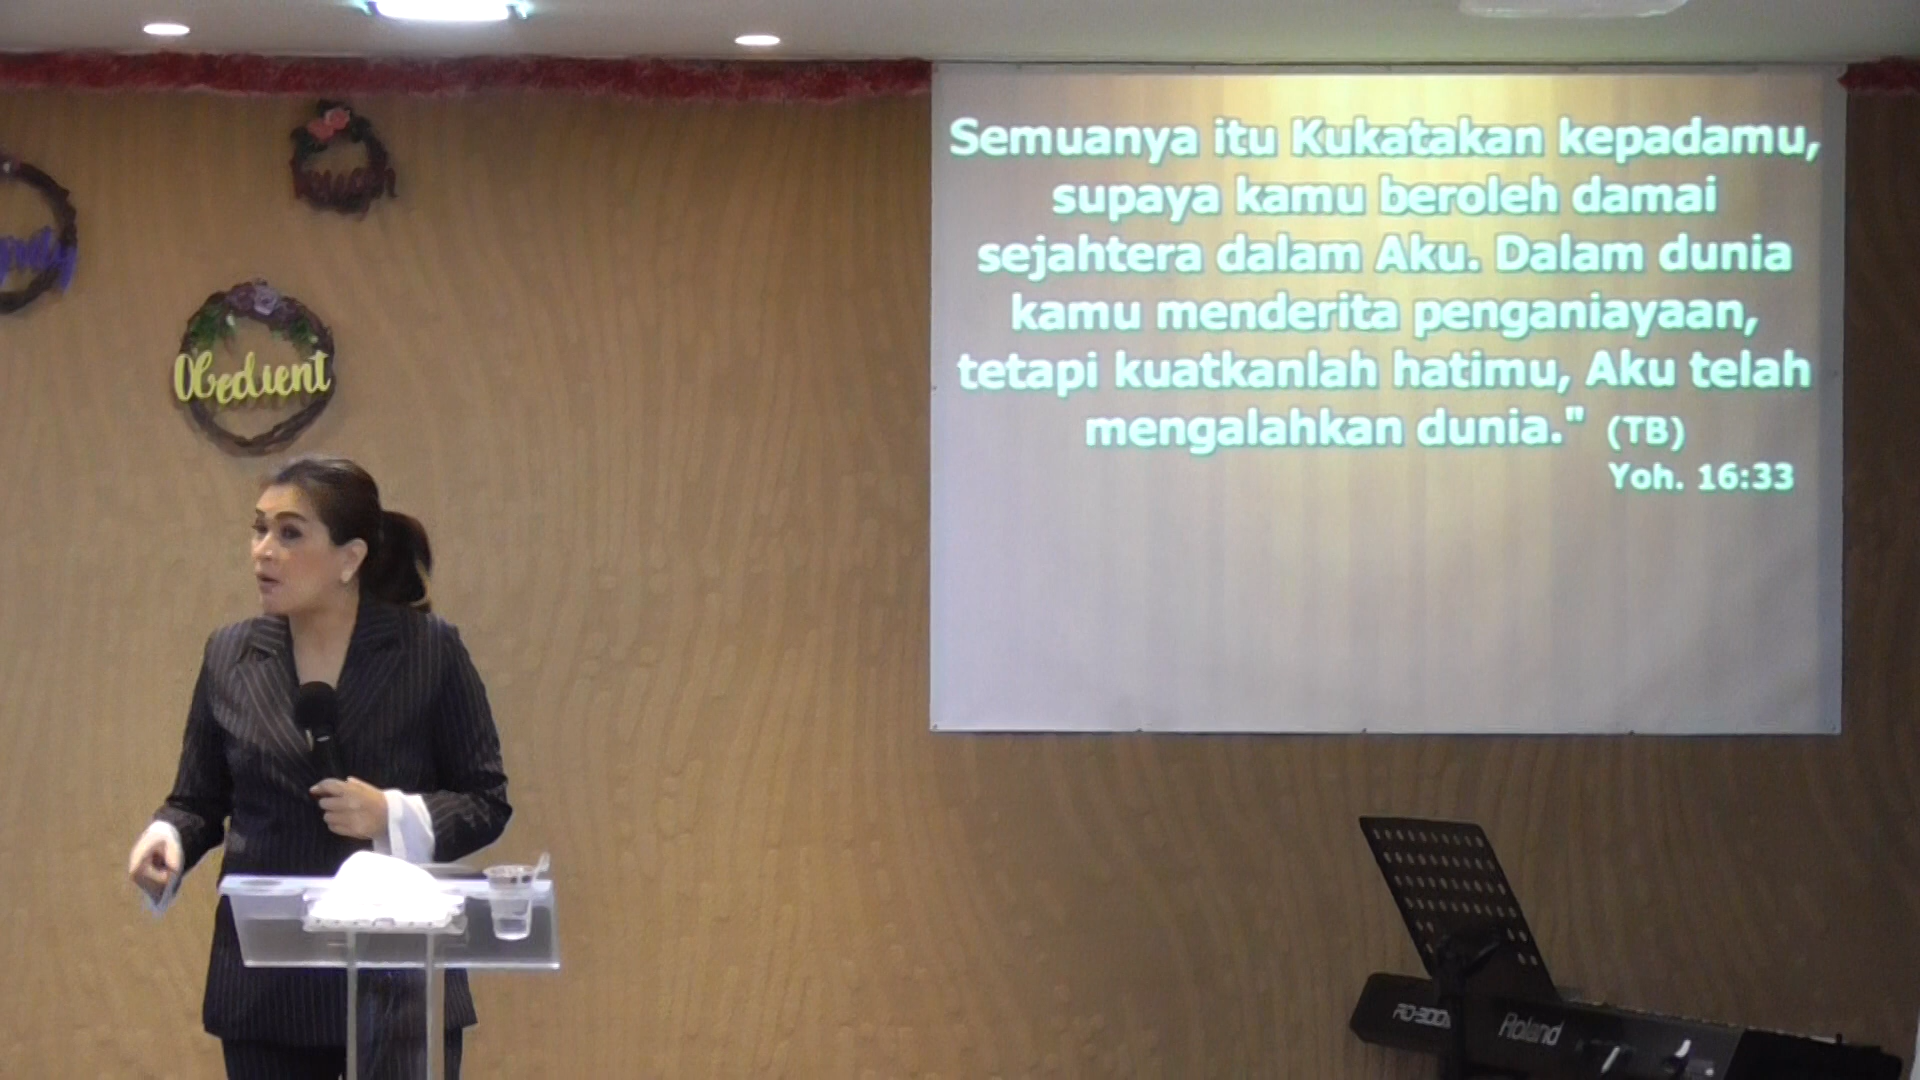 Semuanya itu Kukatakan kepadamu,
supaya kamu beroleh damai
sejahtera dalam Aku. Dalam dunia
kamu menderita penganiayaan,
tetapi kuatkanlah hatimu, Aku telah
mengalahkan dunia." (TB)
Yoh. 16:33
Obedient
Roland